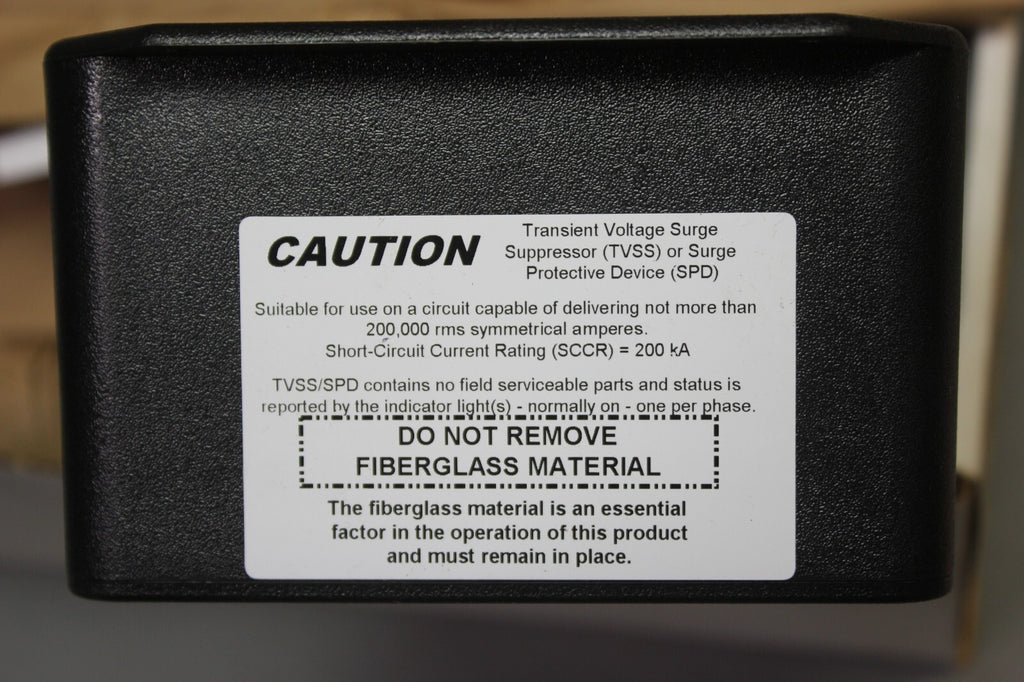 CAUTION
Transient Voltage Surge
Suppressor (TVSS) or Surge
Protective Device (SPD)
Suitable for use on a circuit capable of delivering not more than
200,000 rms symmetrical amperes.
Short-Circuit Current Rating (SCCR) = 200 kA
TVSS/SPD contains no field serviceable parts and status is
reported by the indicator light(s) - normally on - one per phase.
DO NOT REMOVE
FIBERGLASS MATERIAL
The fiberglass material is an essential
factor in the operation of this product
and must remain in place.